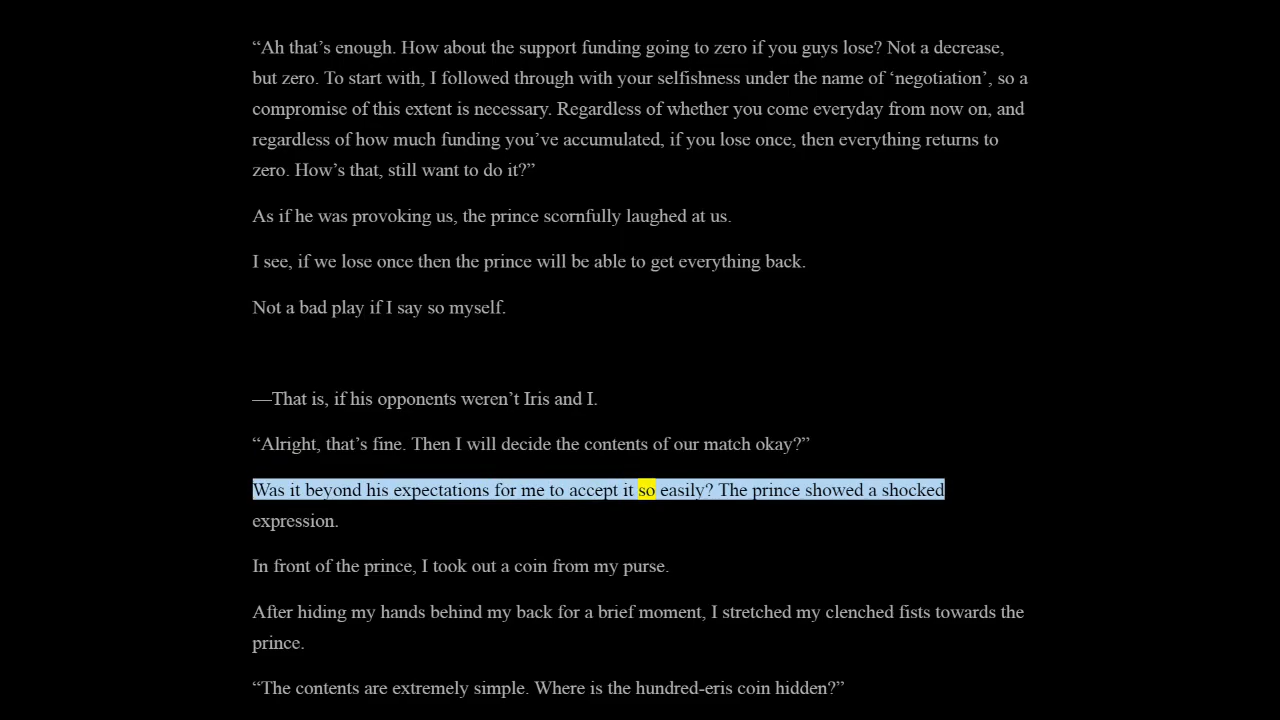 “Ah that’s enough. How about the support funding going to zero if you guys lose? Not a decrease,
but zero. To start with, I followed through with your selfishness under the name of ‘negotiation’, so a
compromise of this extent is necessary. Regardless of whether you come everyday from now on, and
regardless of how much funding you’ve accumulated, if you lose once, then everything returns to
zero. How’s that, still want to do it?”
As if he was provoking us, the prince scornfully laughed at us.
I see, if we lose once then the prince will be able to get everything back.
Not a bad play if I say so myself.
—That is, if his opponents weren’t Iris and I.
“Alright, that’s fine. Then I will decide the contents of our match okay?”
Was it beyond his expectations for me to accept it so easily? The prince showed a shocked
expression.
In front of the prince, I took out a coin from my purse.
After hiding my hands behind my back for a brief moment, I stretched my clenched fists towards the
prince.
“The contents are extremely simple. Where is the hundred-eris coin hidden?”